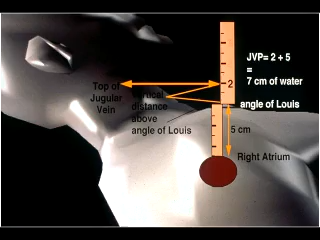 JVP= 2 + 5
=
7 cm of water
2
Top of
Jugular
Vein
vertical
distance
above
angle of Louis
angle of Louis
5 cm
Right Atrium